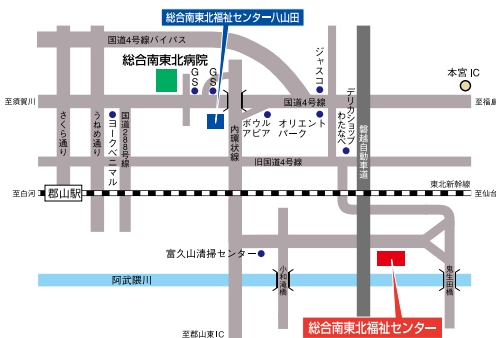 総合南東北福祉センター八山田
国道4号線バイパス
総合南東北病院
GS
GS
ジャスコ
本宮IC
至須賀川
国道4号線
至福島
デリカショップ
わたなべ
ボウル
アピア
オリエント
パーク
さくら通り
うねめ通り
ヨークベニマル
国道288号線
内環状線
磐越自動車道
旧国道4号線
東北新幹線
至白河
郡山駅
至仙台
富久山清掃センター
小和滝橋
鬼生田橋
阿武隈川
総合南東北福祉センター
至郡山東IC